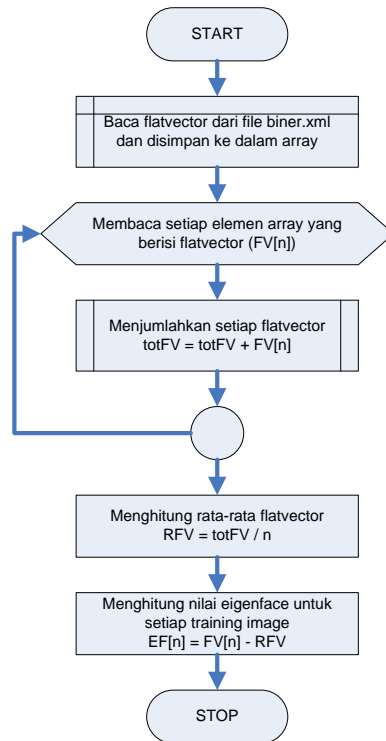 START
Baca flatvector dari file biner.xml
dan disimpan ke dalam array
Membaca setiap elemen array yang
berisi flatvector (FV[n])
Menjumlahkan setiap flatvector
totFV = totFV + FV[n]
Menghitung rata-rata flatvector
RFV = totFV / n
Menghitung nilai eigenface untuk
setiap training image
EF[n] = FV[n] - RFV
STOP